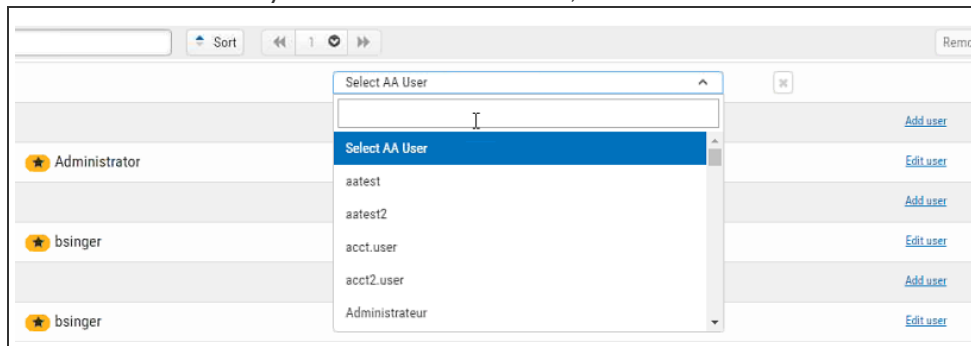 Sort 1
Select AA User
Add user
Select AA User
Administrator Edit user
aatest
Add user
aatest2
bsinger Edit user
acct.user
acct2.user Add user
Administrateur
bsinger Edit user